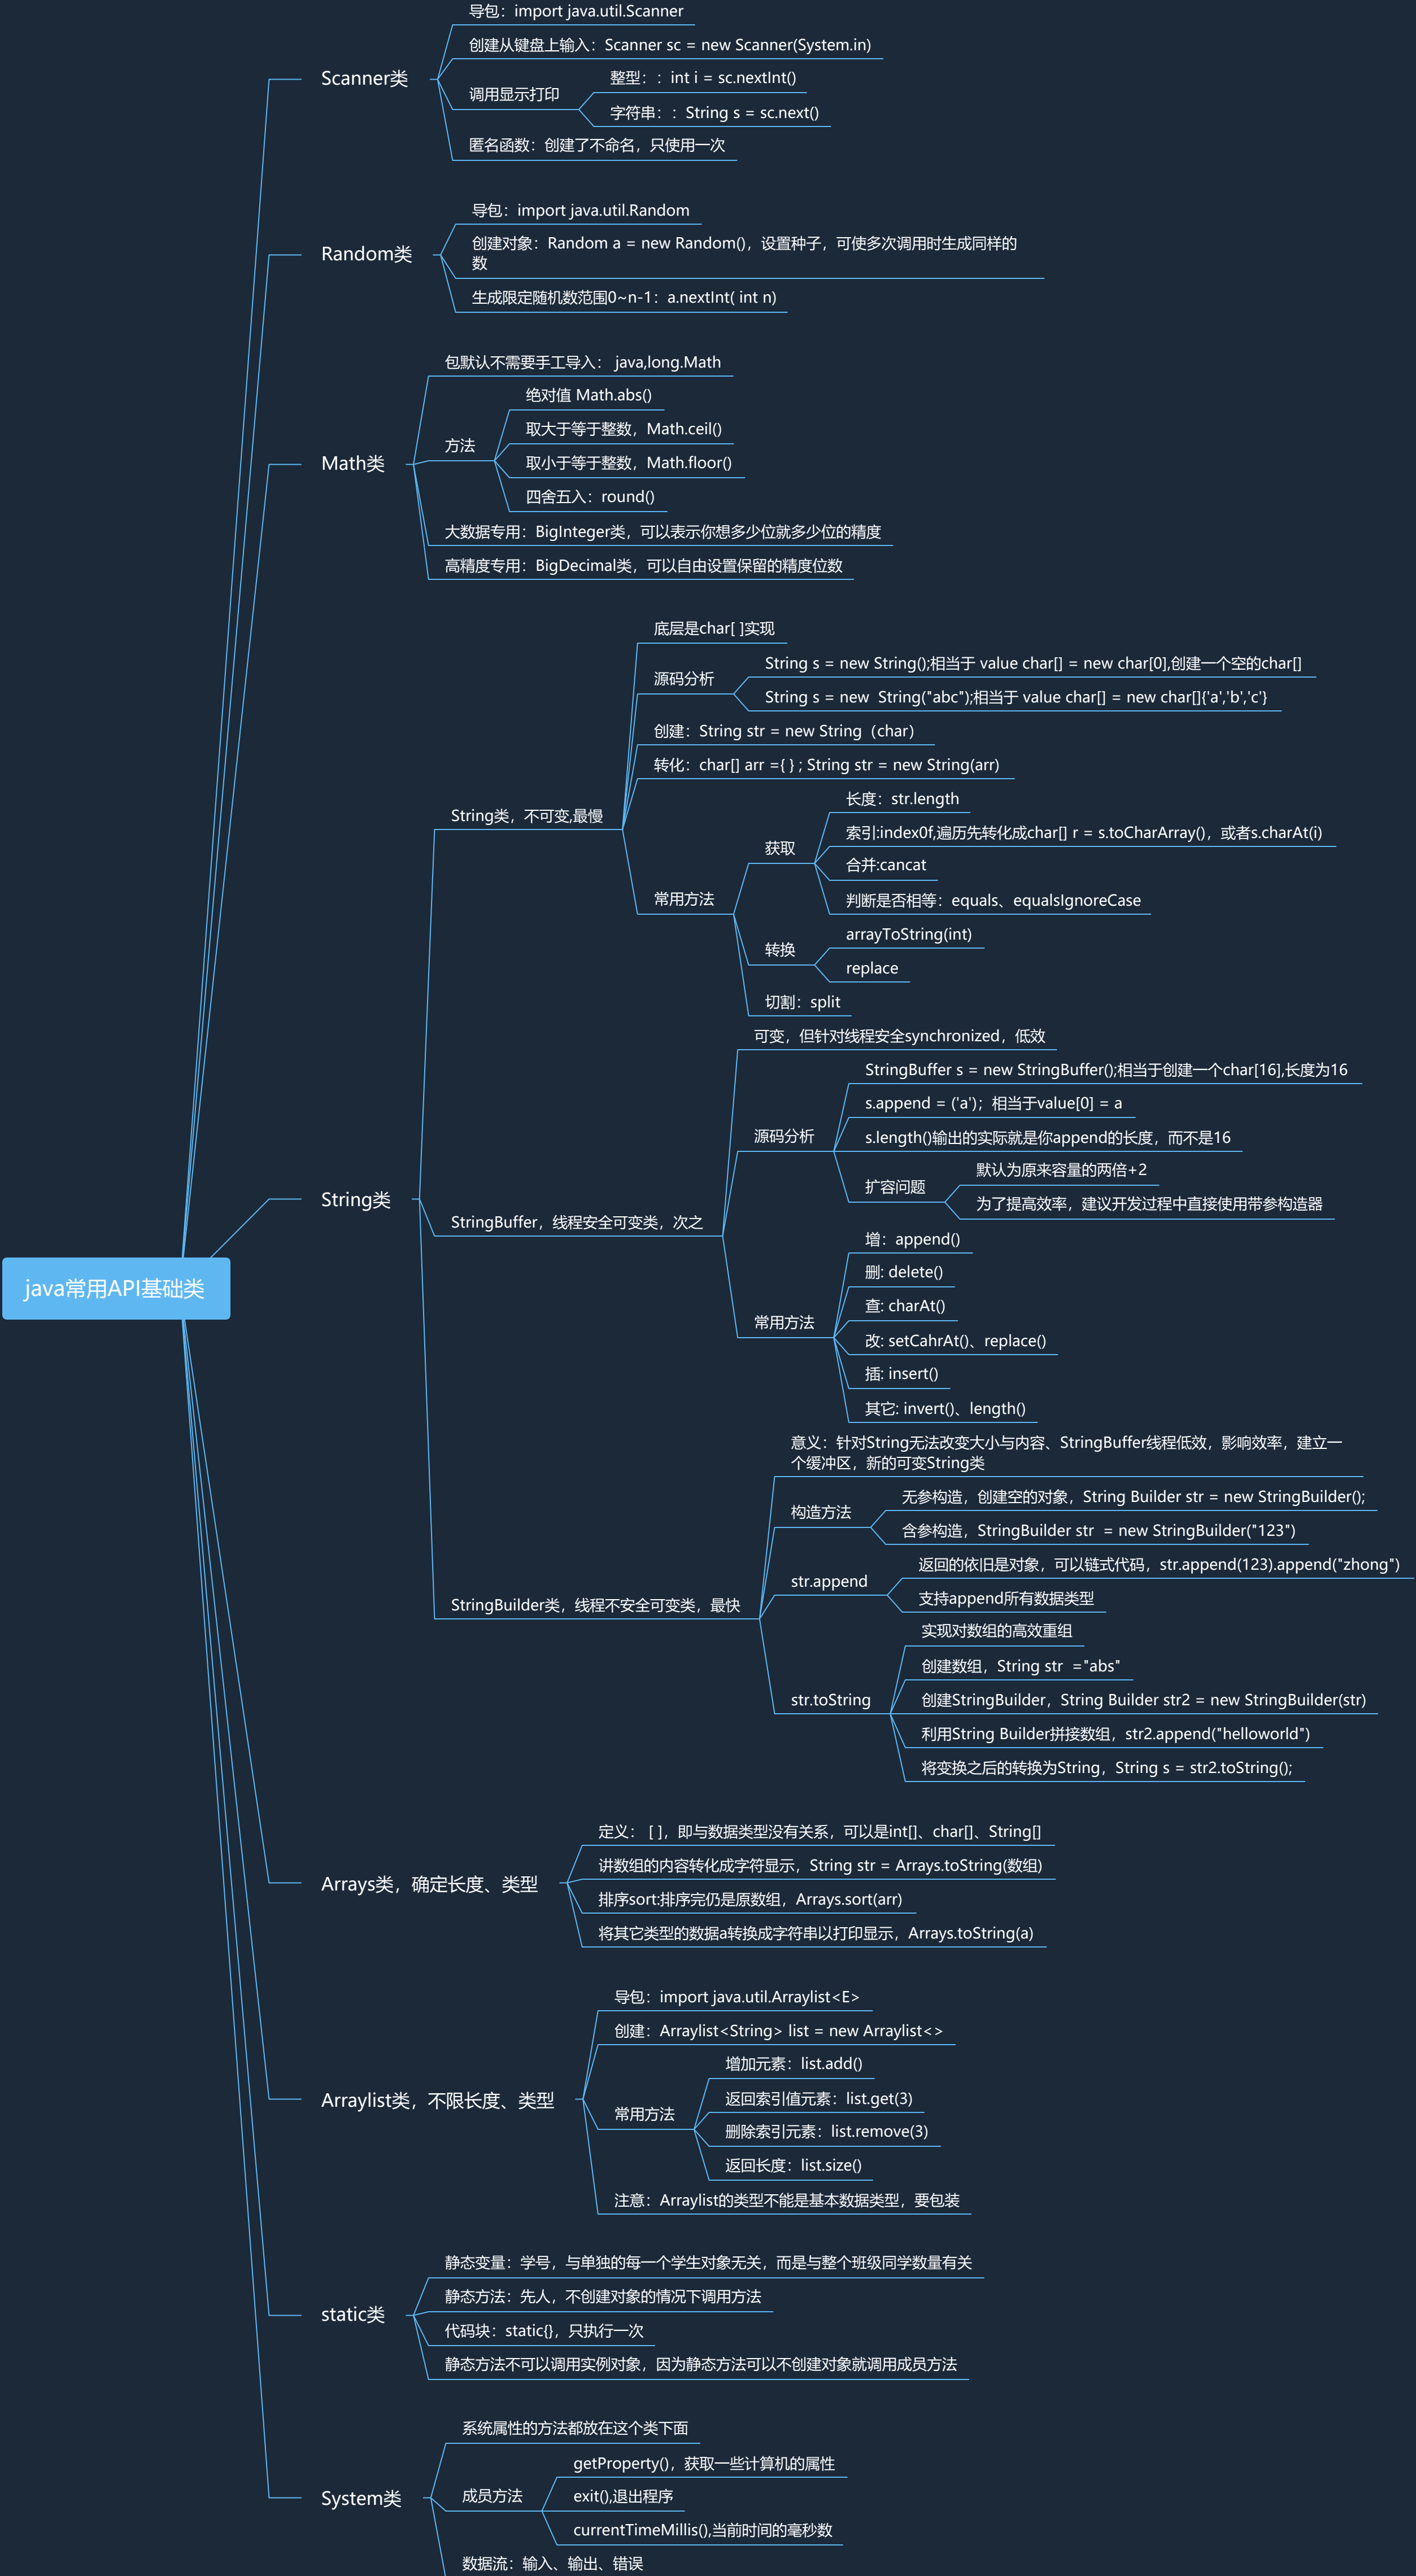 java常用API基础类
Scanner类
导包：import java.util.Scanner
创建从键盘上输入：Scanner sc = new Scanner(System.in)
调用显示打印
整型：：int i = sc.nextInt()
字符串：：String s = sc.next()
匿名函数：创建了不命名，只使用一次
Random类
导包：import java.util.Random
创建对象：Random a = new Random()，设置种子，可使多次调用时生成同样的
数
生成限定随机数范围0~n-1：a.nextInt( int n)
Math类
包默认不需要手工导入： java,long.Math
方法
绝对值 Math.abs()
取大于等于整数，Math.ceil()
取小于等于整数，Math.floor()
四舍五入：round()
大数据专用：BigInteger类，可以表示你想多少位就多少位的精度
高精度专用：BigDecimal类，可以自由设置保留的精度位数
String类
String类，不可变,最慢
底层是char[ ]实现
源码分析
String s = new String();相当于 value char[] = new char[0],创建一个空的char[]
String s = new  String("abc");相当于 value char[] = new char[]{'a','b','c'}
创建：String str = new String（char）
转化：char[] arr ={ } ; String str = new String(arr)
常用方法
获取
长度：str.length
索引:index0f,遍历先转化成char[] r = s.toCharArray()，或者s.charAt(i)
合并:cancat
判断是否相等：equals、equalsIgnoreCase
转换
arrayToString(int)
replace
切割：split
StringBuffer，线程安全可变类，次之
可变，但针对线程安全synchronized，低效
源码分析
StringBuffer s = new StringBuffer();相当于创建一个char[16],长度为16
s.append = ('a')；相当于value[0] = a
s.length()输出的实际就是你append的长度，而不是16
扩容问题
默认为原来容量的两倍+2
为了提高效率，建议开发过程中直接使用带参构造器
常用方法
增：append()
删: delete()
查: charAt()
改: setCahrAt()、replace()
插: insert()
其它: invert()、length()
StringBuilder类，线程不安全可变类，最快
意义：针对String无法改变大小与内容、StringBuffer线程低效，影响效率，建立一
个缓冲区，新的可变String类
构造方法
无参构造，创建空的对象，String Builder str = new StringBuilder();
含参构造，StringBuilder str  = new StringBuilder("123")
str.append
返回的依旧是对象，可以链式代码，str.append(123).append("zhong")
支持append所有数据类型
str.toString
实现对数组的高效重组
创建数组，String str  ="abs"
创建StringBuilder，String Builder str2 = new StringBuilder(str)
利用String Builder拼接数组，str2.append("helloworld")
将变换之后的转换为String，String s = str2.toString();
Arrays类，确定长度、类型
定义： [ ]，即与数据类型没有关系，可以是int[]、char[]、String[]
讲数组的内容转化成字符显示，String str = Arrays.toString(数组)
排序sort:排序完仍是原数组，Arrays.sort(arr)
将其它类型的数据a转换成字符串以打印显示，Arrays.toString(a)
Arraylist类，不限长度、类型
导包：import java.util.Arraylist<E>
创建：Arraylist<String> list = new Arraylist<>
常用方法
增加元素：list.add()
返回索引值元素：list.get(3)
删除索引元素：list.remove(3)
返回长度：list.size()
注意：Arraylist的类型不能是基本数据类型，要包装
static类
静态变量：学号，与单独的每一个学生对象无关，而是与整个班级同学数量有关
静态方法：先人，不创建对象的情况下调用方法
代码块：static{}，只执行一次
静态方法不可以调用实例对象，因为静态方法可以不创建对象就调用成员方法
System类
系统属性的方法都放在这个类下面
成员方法
getProperty()，获取一些计算机的属性
exit(),退出程序
currentTimeMillis(),当前时间的毫秒数
数据流：输入、输出、错误